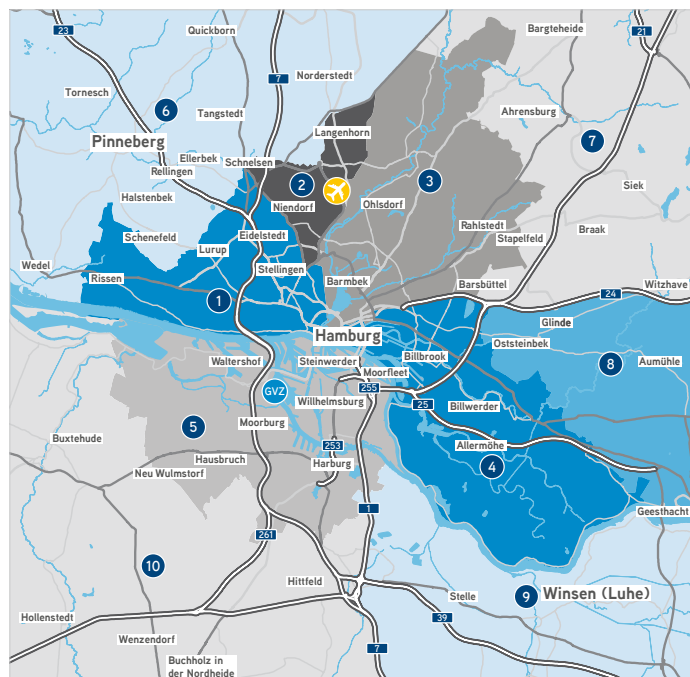 23
Quickborn
Bargteheide
21
7
Norderstedt
Tornesch
6
Tangstedt
Ahrensburg
Langenhorn
Pinneberg
7
Ellerbek
Schnelsen
Rellingen
2
3
Siek
Halstenbek
Niendorf
Ohlsdorf
Rahlstedt
Braak
Schenefeld
Eidelstedt
Stapelfeld
Lurup
Wedel
Stellingen
Rissen
Barmbek
Barsbüttel
Witzhave
24
1
Glinde
Hamburg
Oststeinbek
Waltershof
Steinwerder
Billbrook
8
Aumühle
Moorfleet
255
GVZ
Willhelmsburg
25
Billwerder
Moorburg
5
Buxtehude
253
Allermöhe
Hausbruch
Harburg
4
Neu Wulmstorf
1
Geesthacht
261
10
Hittfeld
Stelle
9
Winsen (Luhe)
Hollenstedt
39
Wenzendorf
7
Buchholz in
der Nordheide